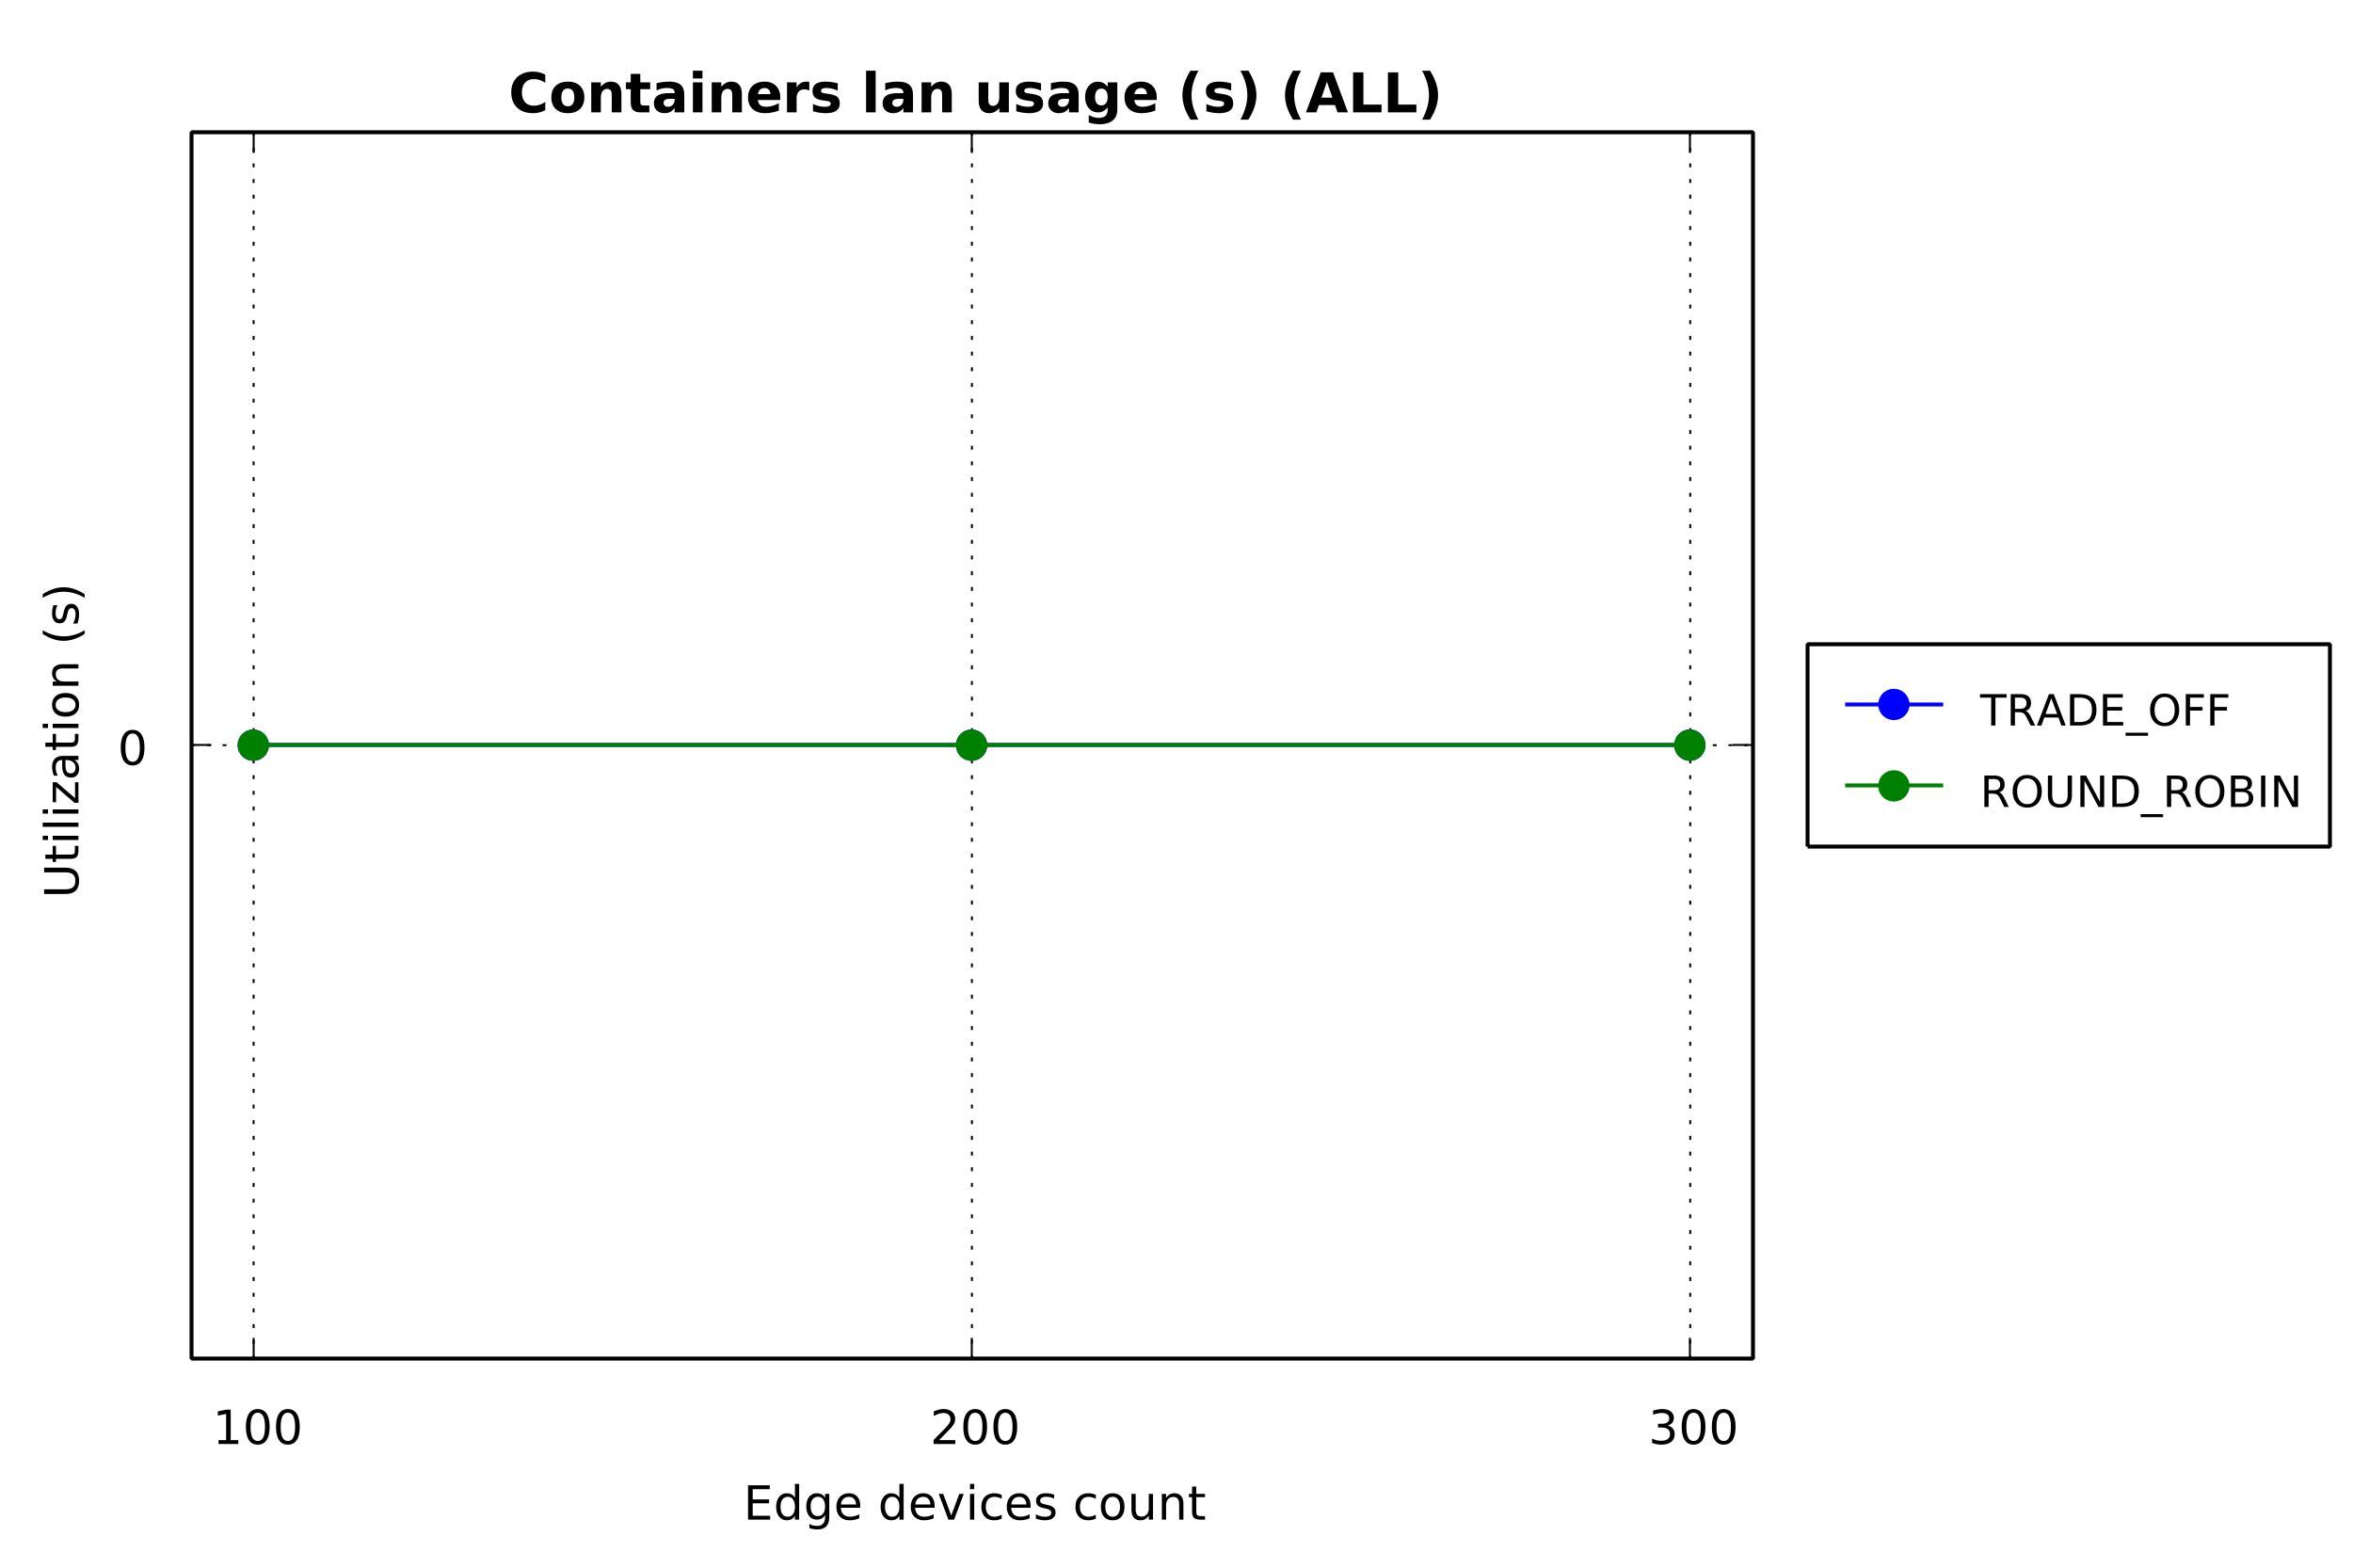 Containers lan usage (s) (ALL)
Utilization (s)
0
TRADE_OFF
ROUND_ROBIN
100 200 300
Edge devices count